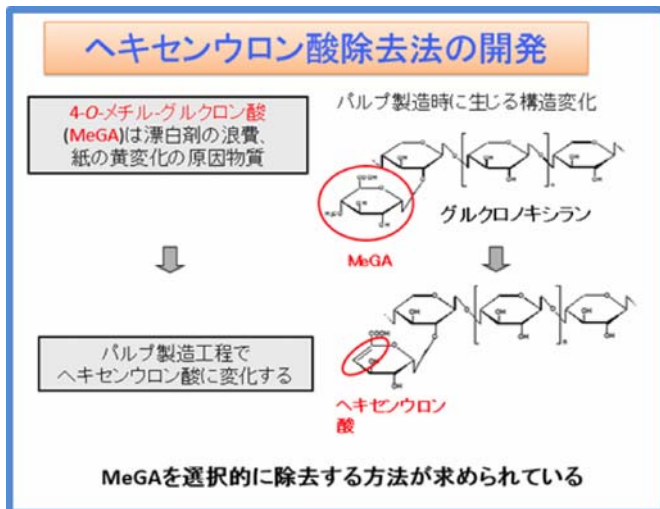 ヘキセンウロン酸除去法の開発
4-O-メチル-グルクロン酸
(MeGA)は漂白剤の浪費、
紙の黄変化の原因物質
パルプ製造時に生じる構造変化
グルクロノキシラン
MeGA
パルプ製造工程で
ヘキセンウロン酸に変化する
COOH
ヘキセンウロン
酸
MeGAを選択的に除去する方法が求められている